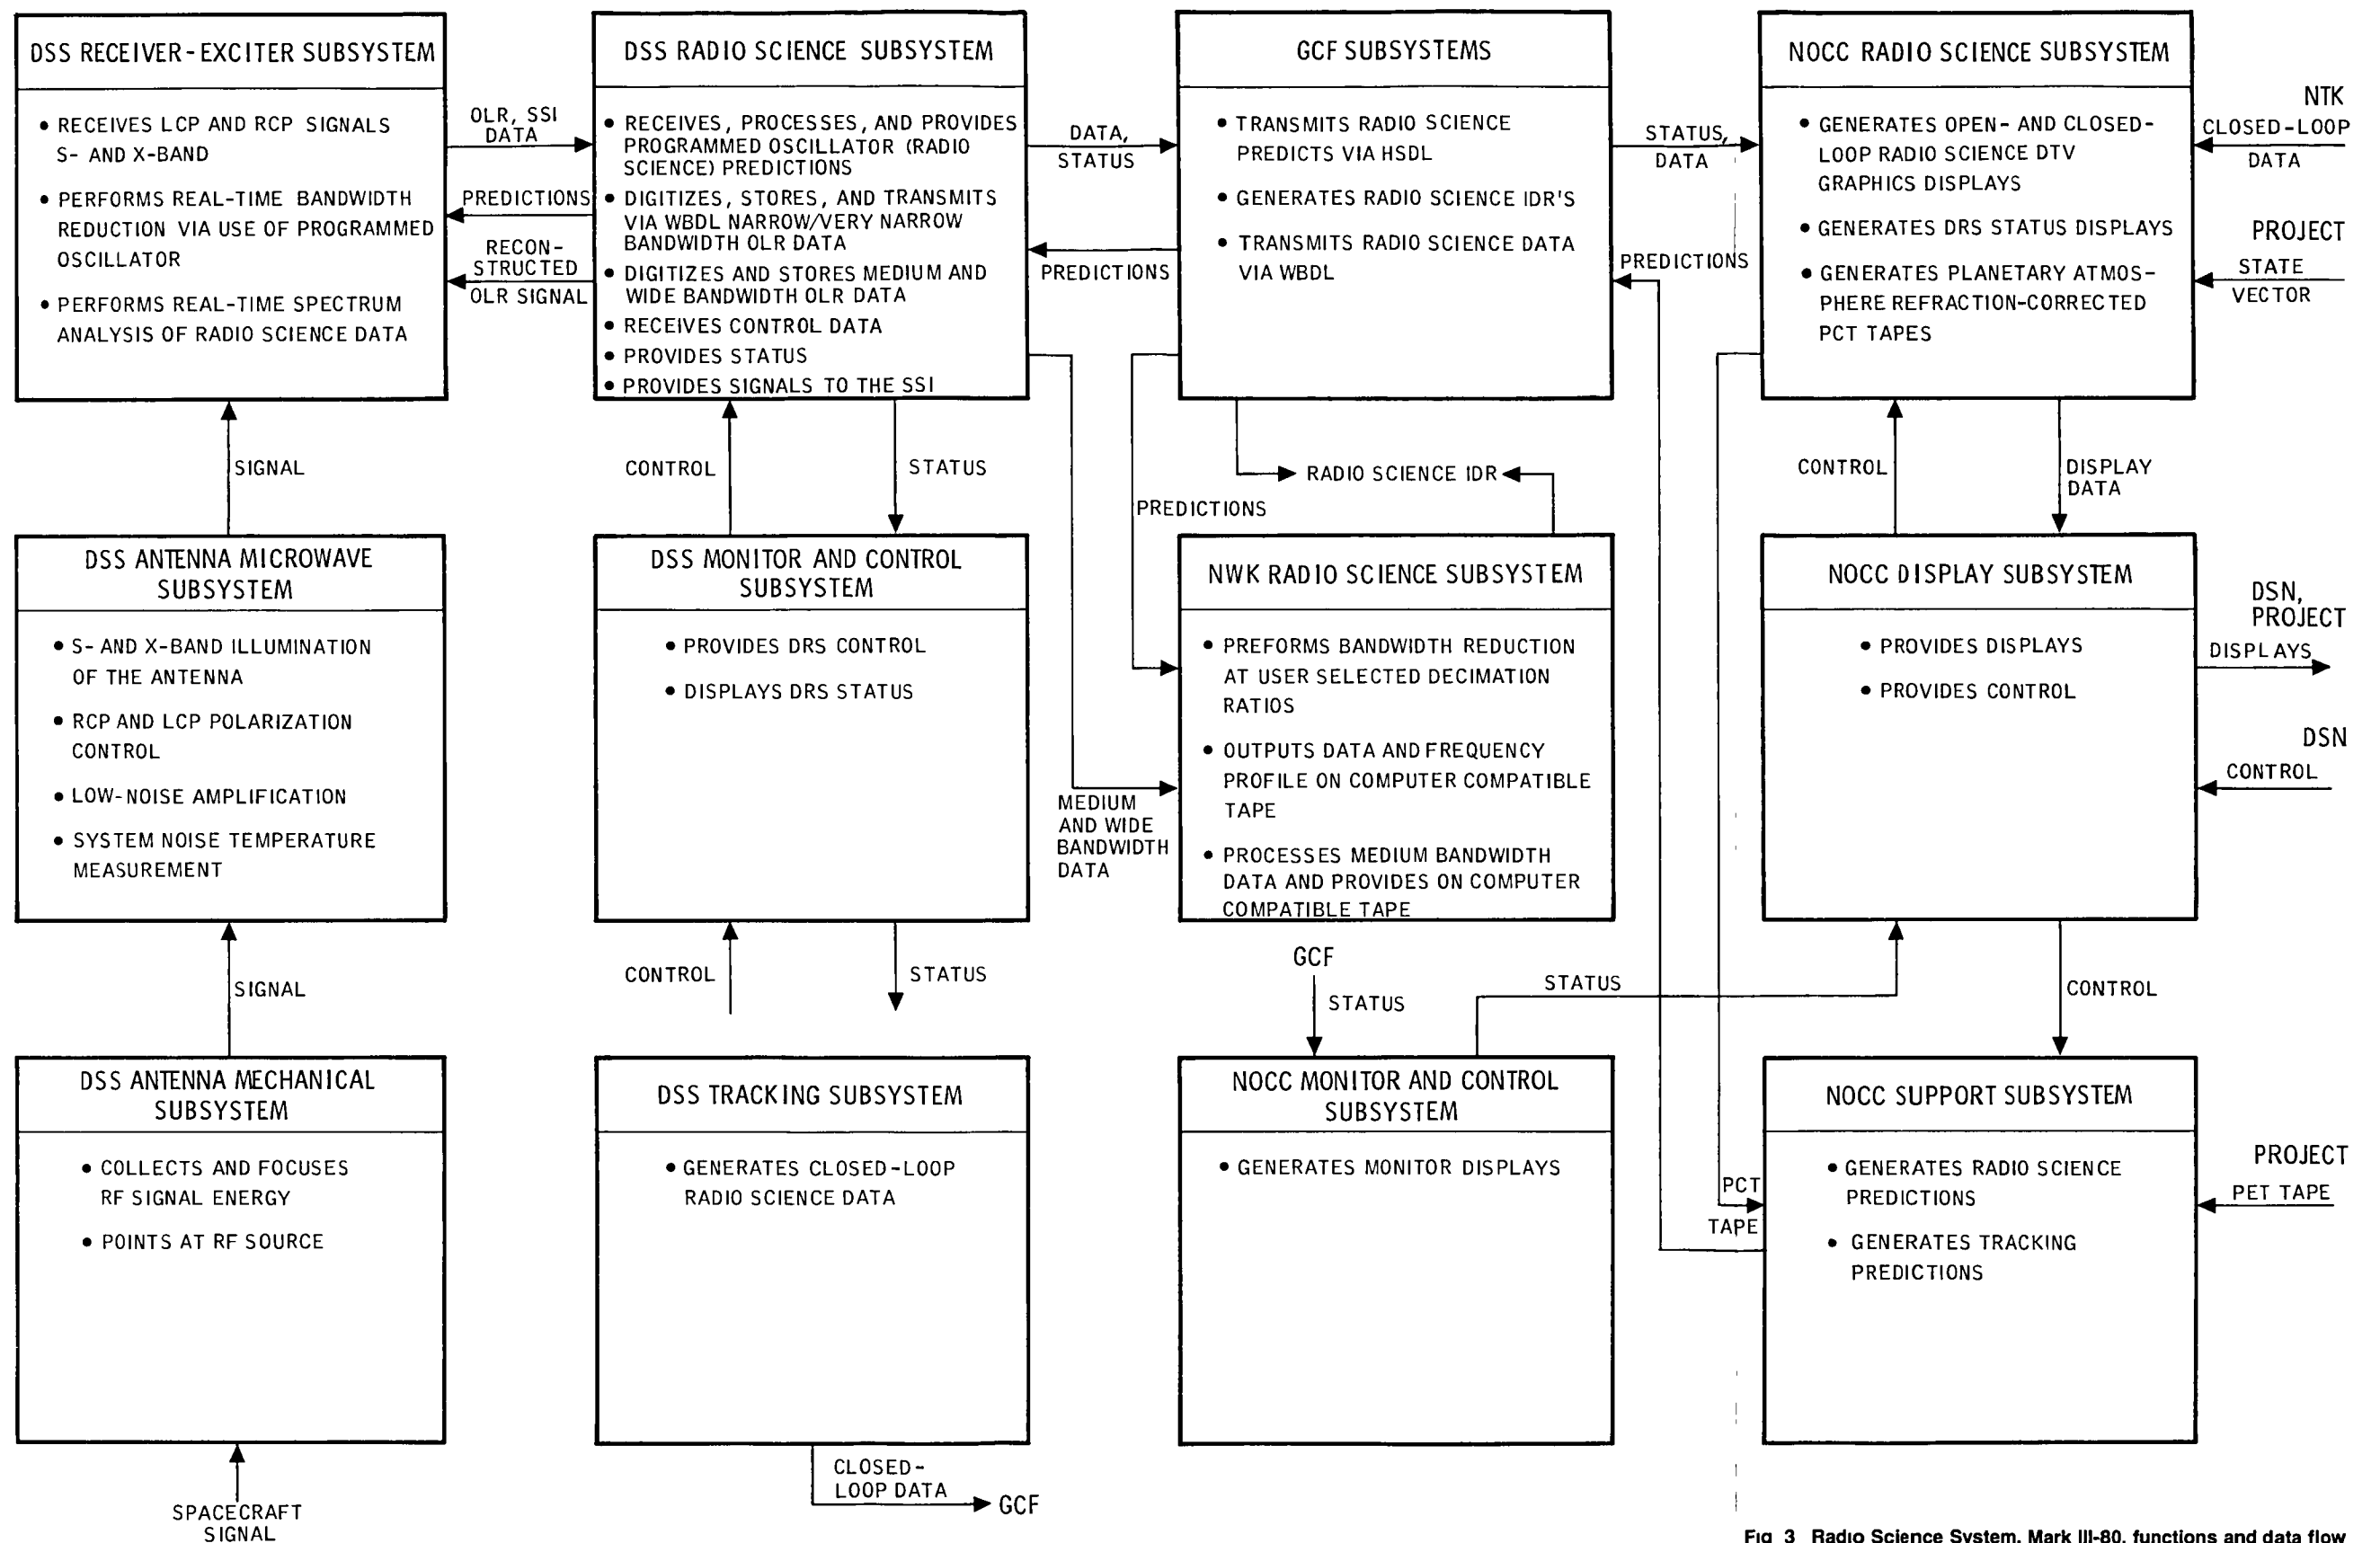 DSS RECEIVER-EXCITER SUBSYSTEM
• RECEIVES LCP AND RCP SIGNALS
S- AND X-BAND
• PERFORMS REAL-TIME BANDWIDTH
REDUCTION VIA USE OF PROGRAMMED
OSCILLATOR
• PERFORMS REAL-TIME SPECTRUM
ANALYSIS OF RADIO SCIENCE DATA
OLR, SSI
DATA
PREDICTIONS
RECON-
STRUCTED
OLR SIGNAL
DSS RADIO SCIENCE SUBSYSTEM
• RECEIVES, PROCESSES, AND PROVIDES
PROGRAMMED OSCILLATOR (RADIO
SCIENCE) PREDICTIONS
• DIGITIZES, STORES, AND TRANSMITS
VIA WBDL NARROW/VERY NARROW
BANDWIDTH OLR DATA
• DIGITIZES AND STORES MEDIUM AND
WIDE BANDWIDTH OLR DATA
• RECEIVES CONTROL DATA
• PROVIDES STATUS
• PROVIDES SIGNALS TO THE SSI
DATA,
STATUS
PREDICTIONS
GCF SUBSYSTEMS
• TRANSMITS RADIO SCIENCE
PREDICTS VIA HSDL
• GENERATES RADIO SCIENCE IDR'S
• TRANSMITS RADIO SCIENCE DATA
VIA WBDL
STATUS,
DATA
PREDICTIONS
NOCC RADIO SCIENCE SUBSYSTEM
• GENERATES OPEN- AND CLOSED-
LOOP RADIO SCIENCE DTV
GRAPHICS DISPLAYS
• GENERATES DRS STATUS DISPLAYS
• GENERATES PLANETARY ATMOS-
PHERE REFRACTION-CORRECTED
PCT TAPES
NTK
CLOSED-LOOP
DATA
PROJECT
STATE
VECTOR
SIGNAL
CONTROL
STATUS
RADIO SCIENCE IDR
PREDICTIONS
CONTROL
DISPLAY
DATA
DSS ANTENNA MICROWAVE
SUBSYSTEM
• S- AND X-BAND ILLUMINATION
OF THE ANTENNA
• RCP AND LCP POLARIZATION
CONTROL
• LOW-NOISE AMPLIFICATION
• SYSTEM NOISE TEMPERATURE
MEASUREMENT
DSS MONITOR AND CONTROL
SUBSYSTEM
• PROVIDES DRS CONTROL
• DISPLAYS DRS STATUS
MEDIUM
AND WIDE
BANDWIDTH
DATA
NWK RADIO SCIENCE SUBSYSTEM
• PREFORMS BANDWIDTH REDUCTION
AT USER SELECTED DECIMATION
RATIOS
• OUTPUTS DATA AND FREQUENCY
PROFILE ON COMPUTER COMPATIBLE
TAPE
• PROCESSES MEDIUM BANDWIDTH
DATA AND PROVIDES ON COMPUTER
COMPATIBLE TAPE
NOCC DISPLAY SUBSYSTEM
• PROVIDES DISPLAYS
• PROVIDES CONTROL
DSN,
PROJECT
DISPLAYS
DSN
CONTROL
SIGNAL
CONTROL
STATUS
GCF
STATUS
STATUS
CONTROL
DSS ANTENNA MECHANICAL
SUBSYSTEM
• COLLECTS AND FOCUSES
RF SIGNAL ENERGY
• POINTS AT RF SOURCE
DSS TRACKING SUBSYSTEM
• GENERATES CLOSED-LOOP
RADIO SCIENCE DATA
NOCC MONITOR AND CONTROL
SUBSYSTEM
• GENERATES MONITOR DISPLAYS
PCT
TAPE
NOCC SUPPORT SUBSYSTEM
• GENERATES RADIO SCIENCE
PREDICTIONS
• GENERATES TRACKING
PREDICTIONS
PROJECT
PET TAPE
SPACECRAFT
SIGNAL
CLOSED-
LOOP DATA
GCF
Fig 3 Radio Science System, Mark III-80, functions and data flow